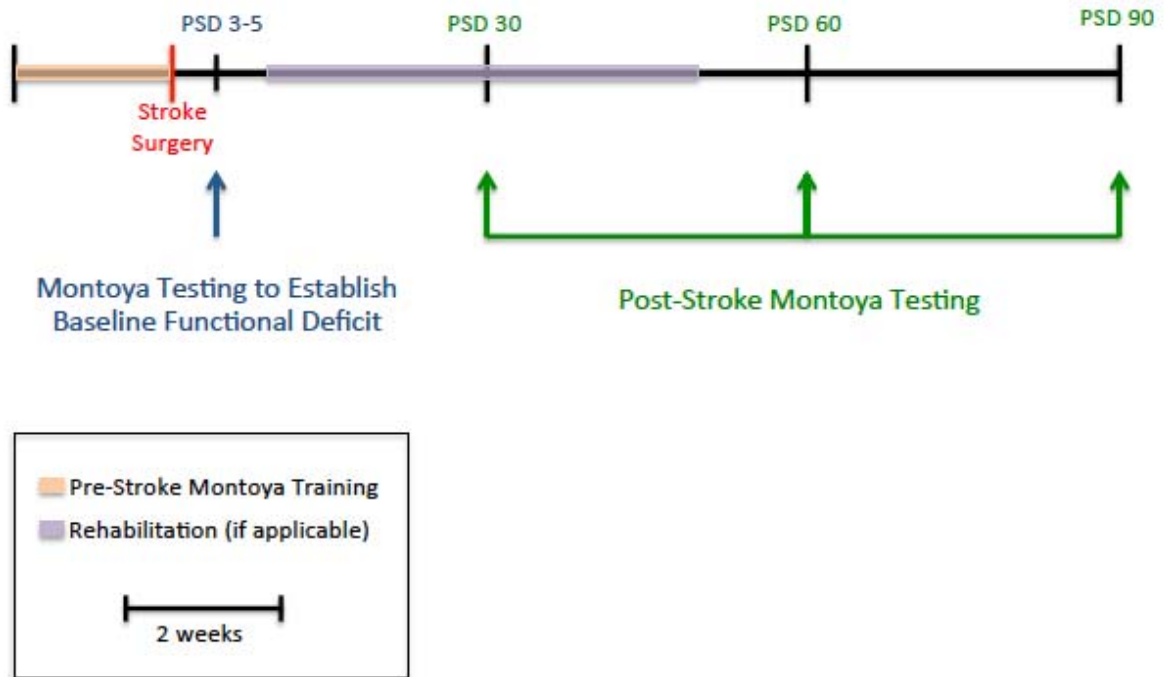 PSD 3-5
PSD 30
PSD 60
PSD 90
Stroke
Surgery
Montoya Testing to Establish
Baseline Functional Deficit
Post-Stroke Montoya Testing
Pre-Stroke Montoya Training
Rehabilitation (if applicable)
2 weeks